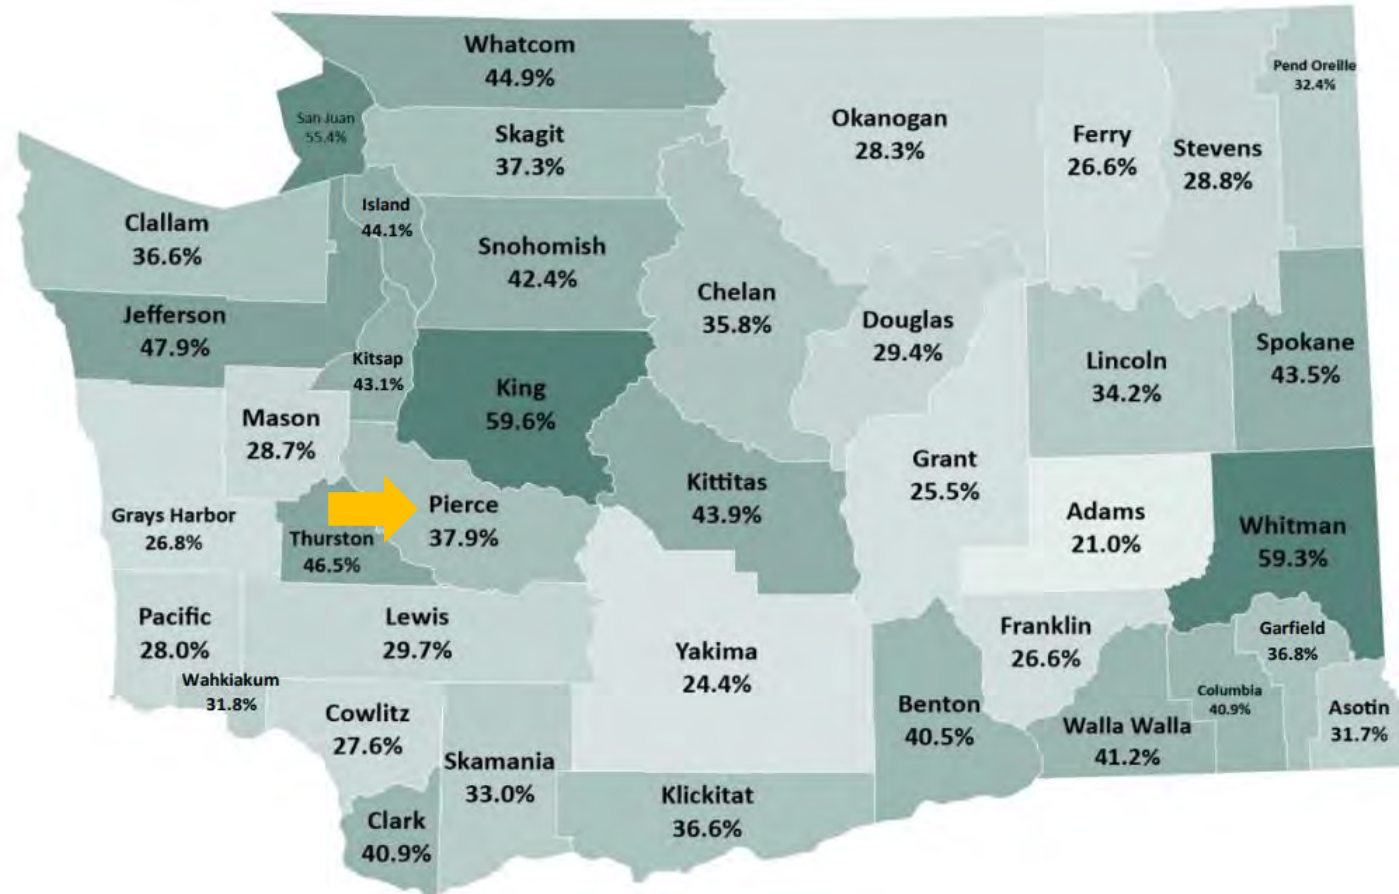 Whatcom
44.9%
Pend Oreille
32.4%
San Juan
55.4%
Skagit
37.3%
Okanogan
28.3%
Ferry
26.6%
Stevens
28.8%
Clallam
36.6%
Island
44.1%
Snohomish
42.4%
Chelan
35.8%
Douglas
29.4%
Jefferson
47.9%
Kitsap
43.1%
King
59.6%
Lincoln
34.2%
Spokane
43.5%
Mason
28.7%
Grant
25.5%
Kittitas
43.9%
Pierce
37.9%
Adams
21.0%
Whitman
59.3%
Grays Harbor
26.8%
Thurston
46.5%
Pacific
28.0%
Lewis
29.7%
Yakima
24.4%
Franklin
26.6%
Garfield
36.8%
Wahkiakum
31.8%
Cowlitz
27.6%
Skamania
33.0%
Benton
40.5%
Walla Walla
41.2%
Columbia
40.9%
Asotin
31.7%
Clark
40.9%
Klickitat
36.6%